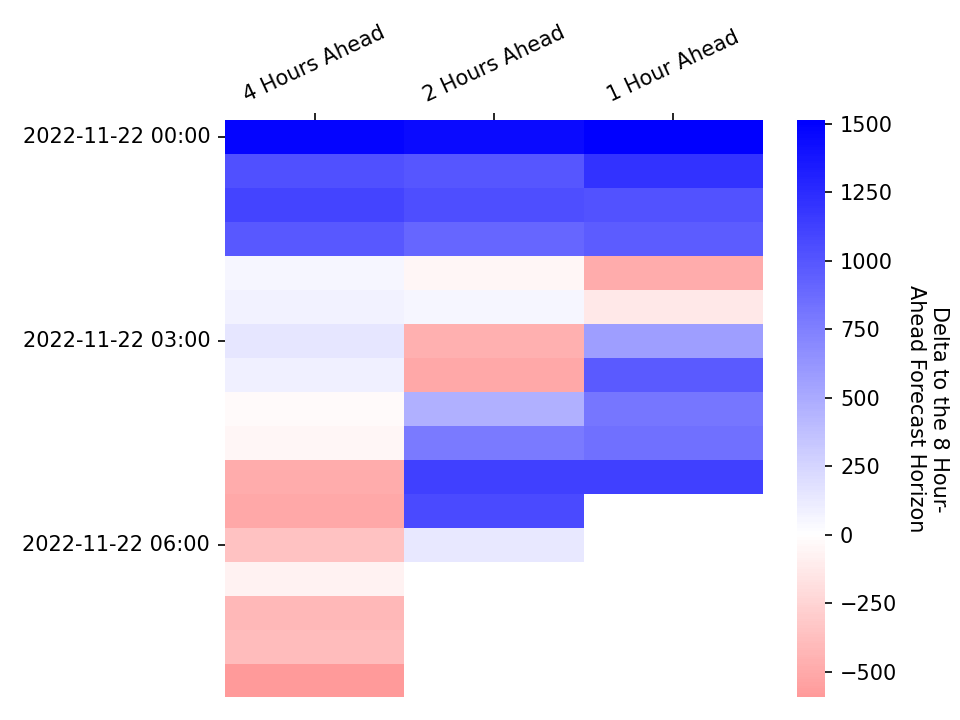 4 Hours Ahead
2 Hours Ahead
1 Hour Ahead
2022-11-22 00:00
2022-11-22 03:00
2022-11-22 06:00
1500
1250
1000
750
500
250
0
−250
−500
Delta to the 8 Hour-
Ahead Forecast Horizon